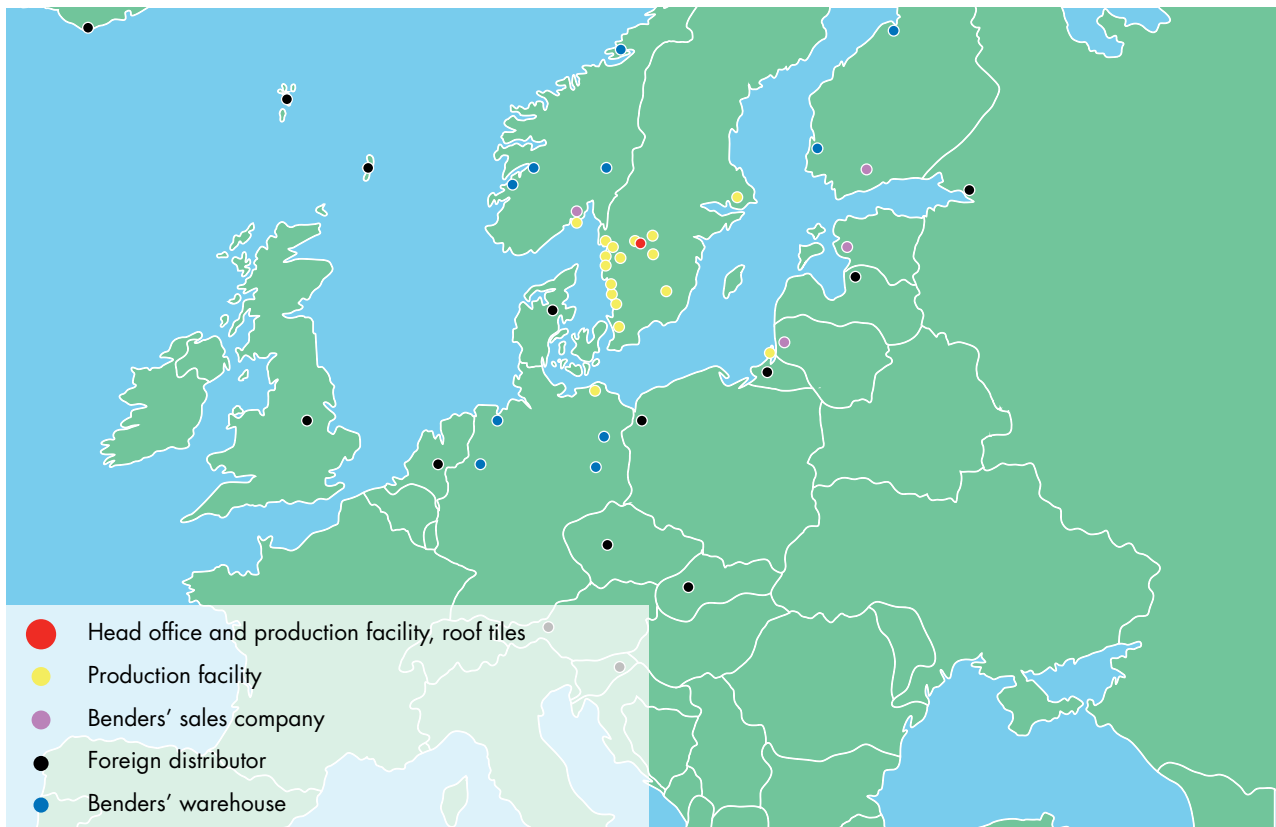 Head office and production facility, roof tiles
Production facility
Benders’ sales company
Foreign distributor
Benders’ warehouse